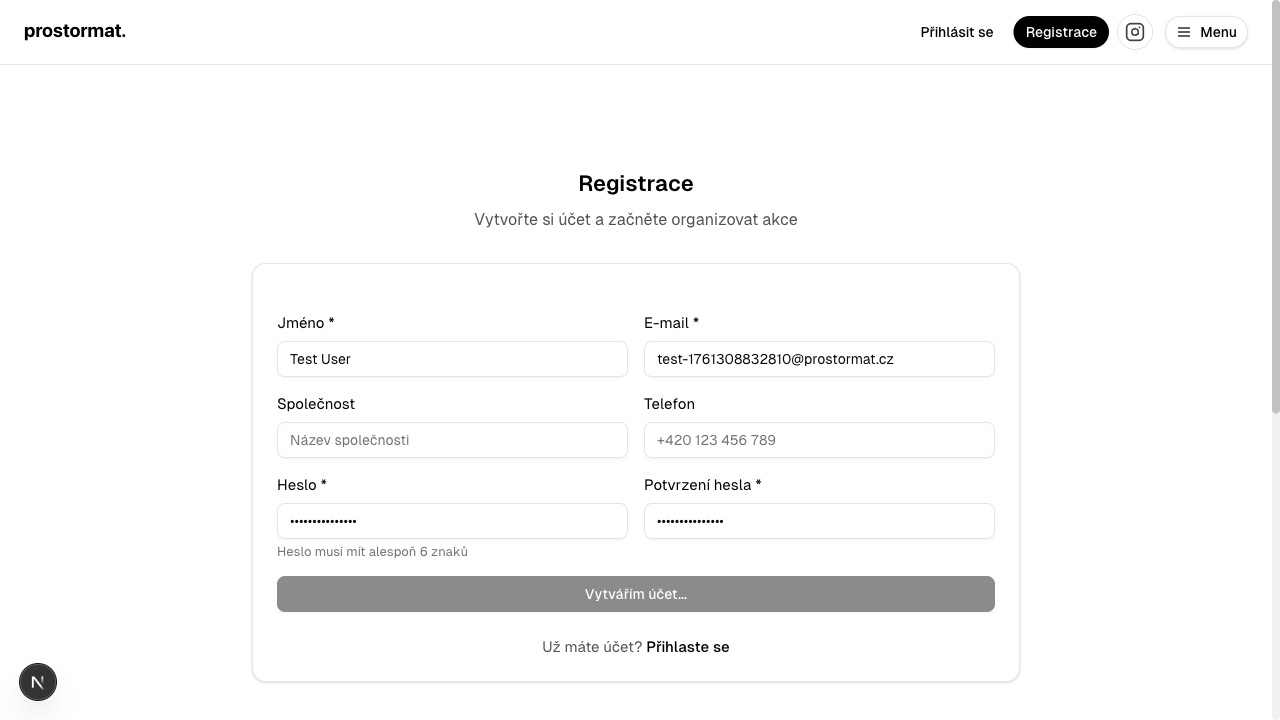 prostormat.
Přihlásit se
Registrace
Menu
Registrace
Vytvořte si účet a začněte organizovat akce
Jméno *
E-mail *
Test User
test-1761308832810@prostormat.cz
Společnost
Telefon
Název společnosti
+420 123 456 789
Heslo *
Potvrzení hesla *
•••••••••••••••
•••••••••••••••
Heslo musí mít alespoň 6 znaků
Vytvářím účet...
Už máte účet? Přihlaste se
N